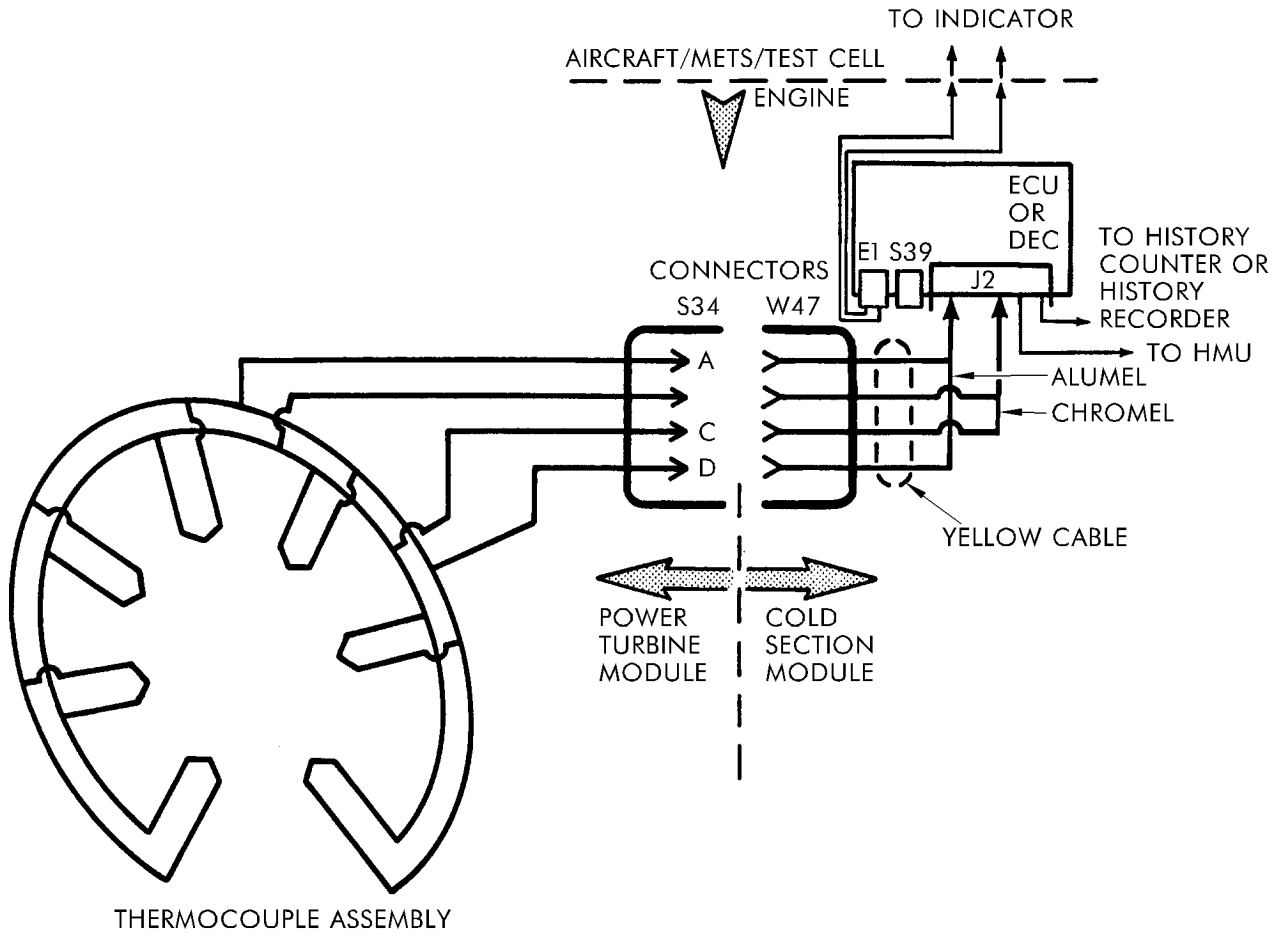 TO INDICATOR
AIRCRAFT/METS/TEST CELL
ENGINE
ECU
OR
DEC
E1 S39
J2
TO HISTORY
COUNTER OR
HISTORY
RECORDER
TO HMU
CONNECTORS
S34 W47
A
C
D
ALUMEL
CHROMEL
YELLOW CABLE
POWER
TURBINE
MODULE
COLD
SECTION
MODULE
THERMOCOUPLE ASSEMBLY